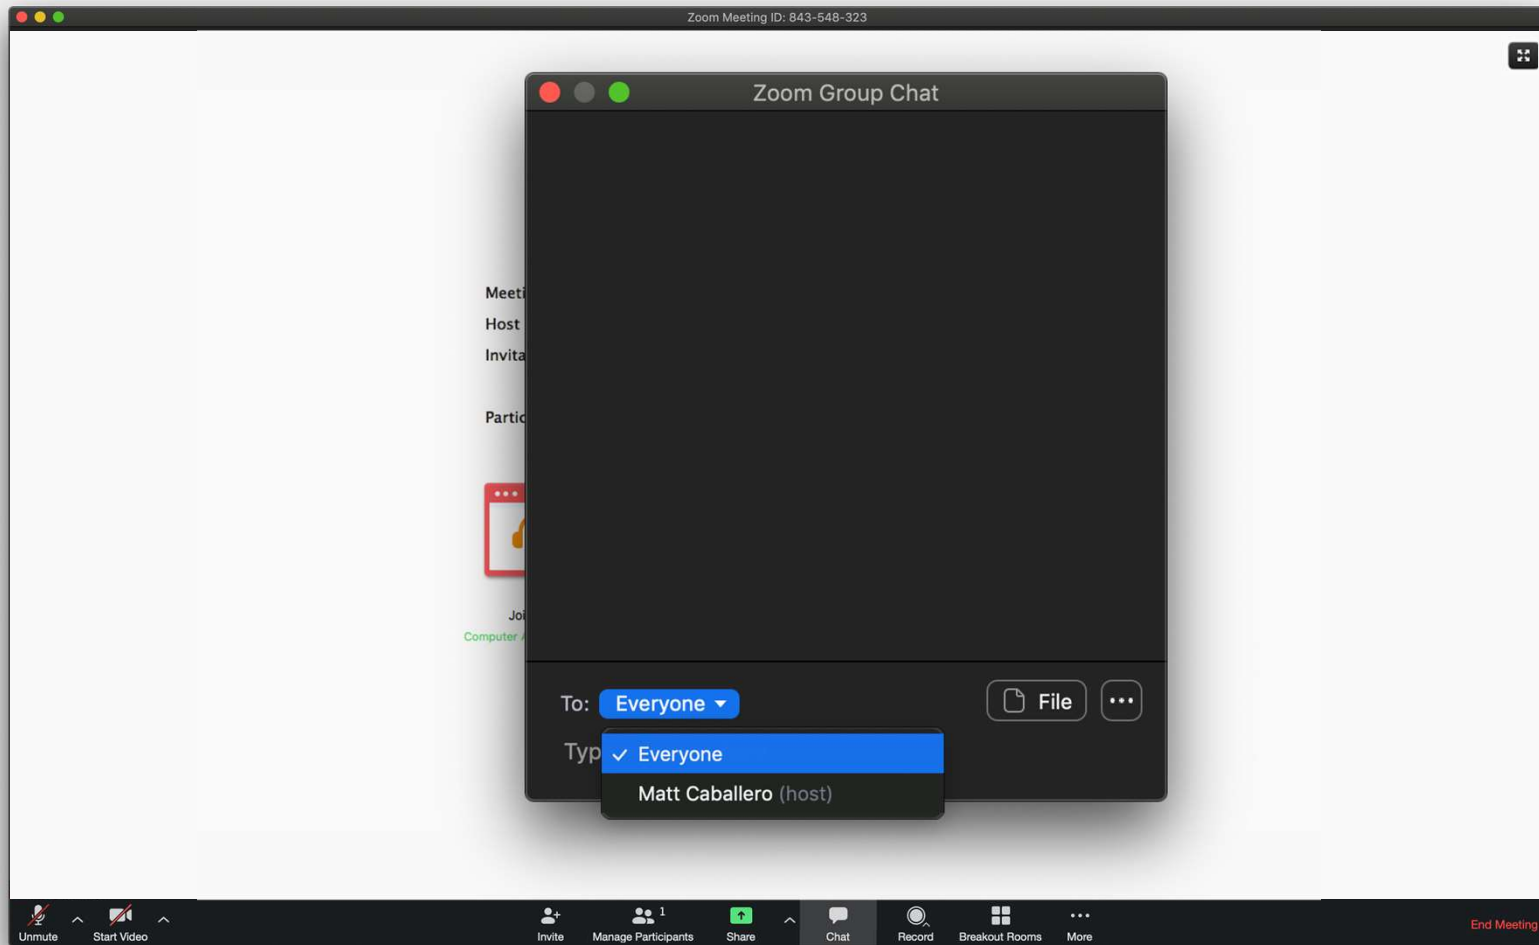 Zoom Meeting ID: 843-548-323
Zoom Group Chat
Meeti
Host
Invita
Partic
Joi
Computer A
To: Everyone
File
Typ
Everyone
Matt Caballero (host)
Unmute
Start Video
Invite
1
Manage Participants
Share
Chat
Record
Breakout Rooms
More
End Meeting